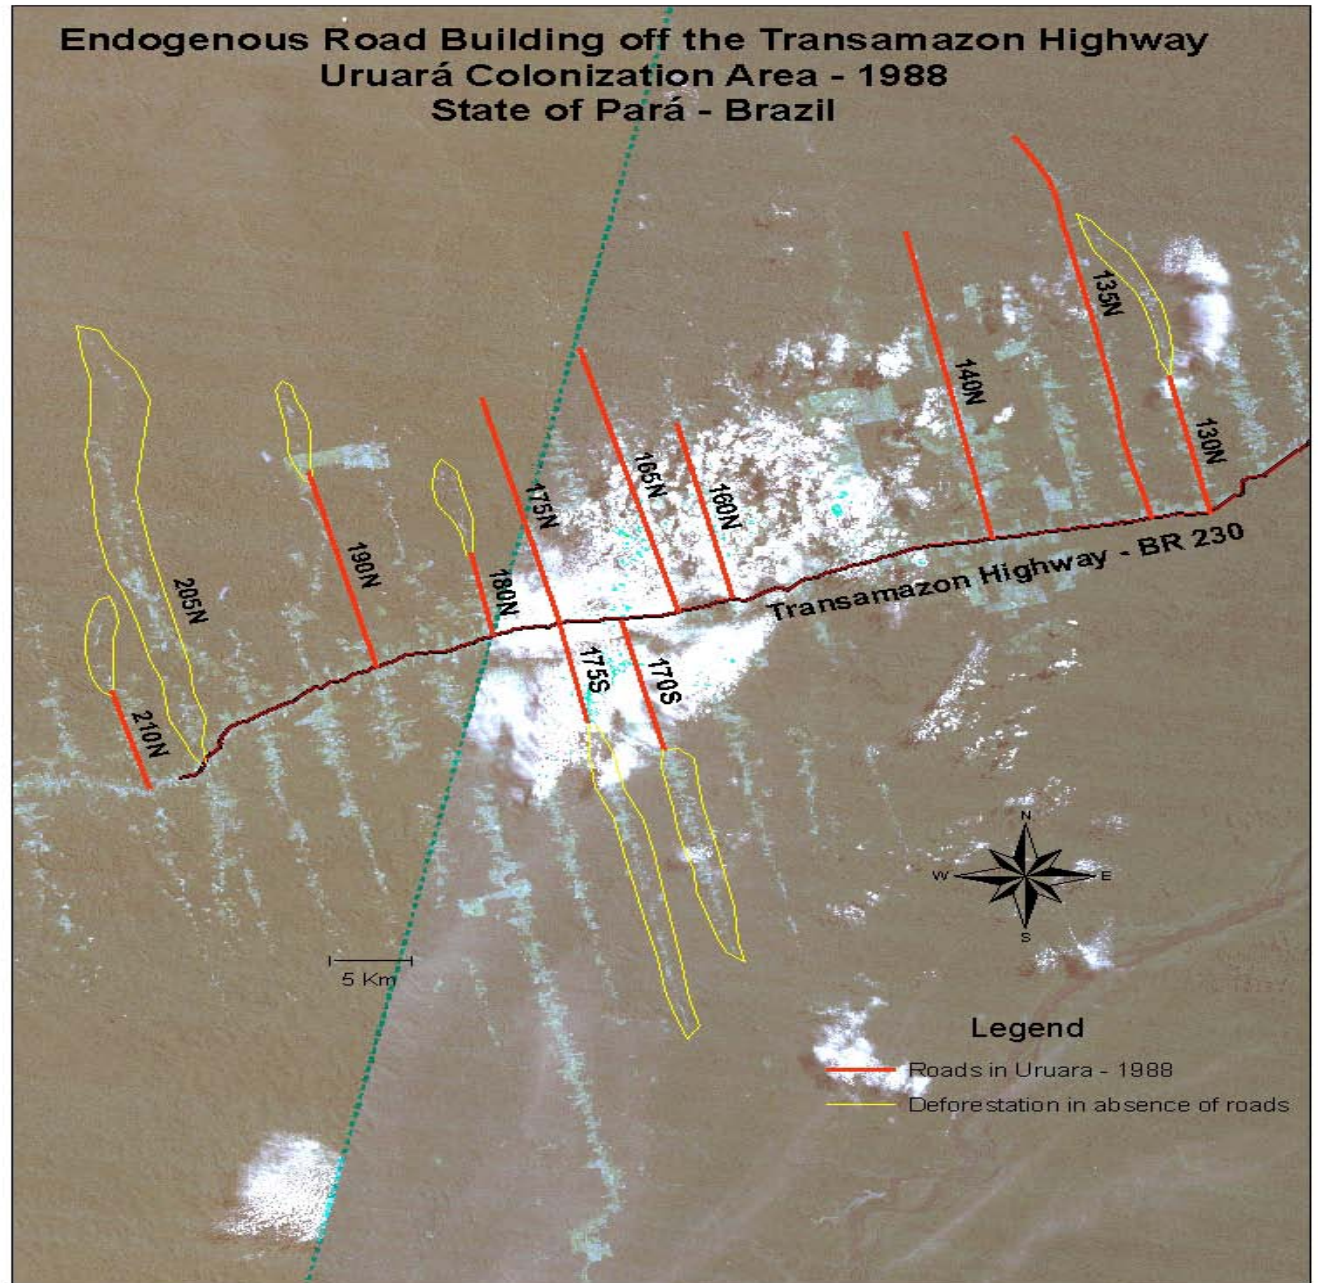 Endogenous Road Building off the Transamazon Highway
Uruará Colonization Area - 1988
State of Pará - Brazil
135N
140N
130N
165N
160N
175N
190N
180N
205N
210N
Transamazon Highway - BR 230
175S
170S
N
W
E
S
5 Km
Legend
Roads in Uruara - 1988
Deforestation in absence of roads